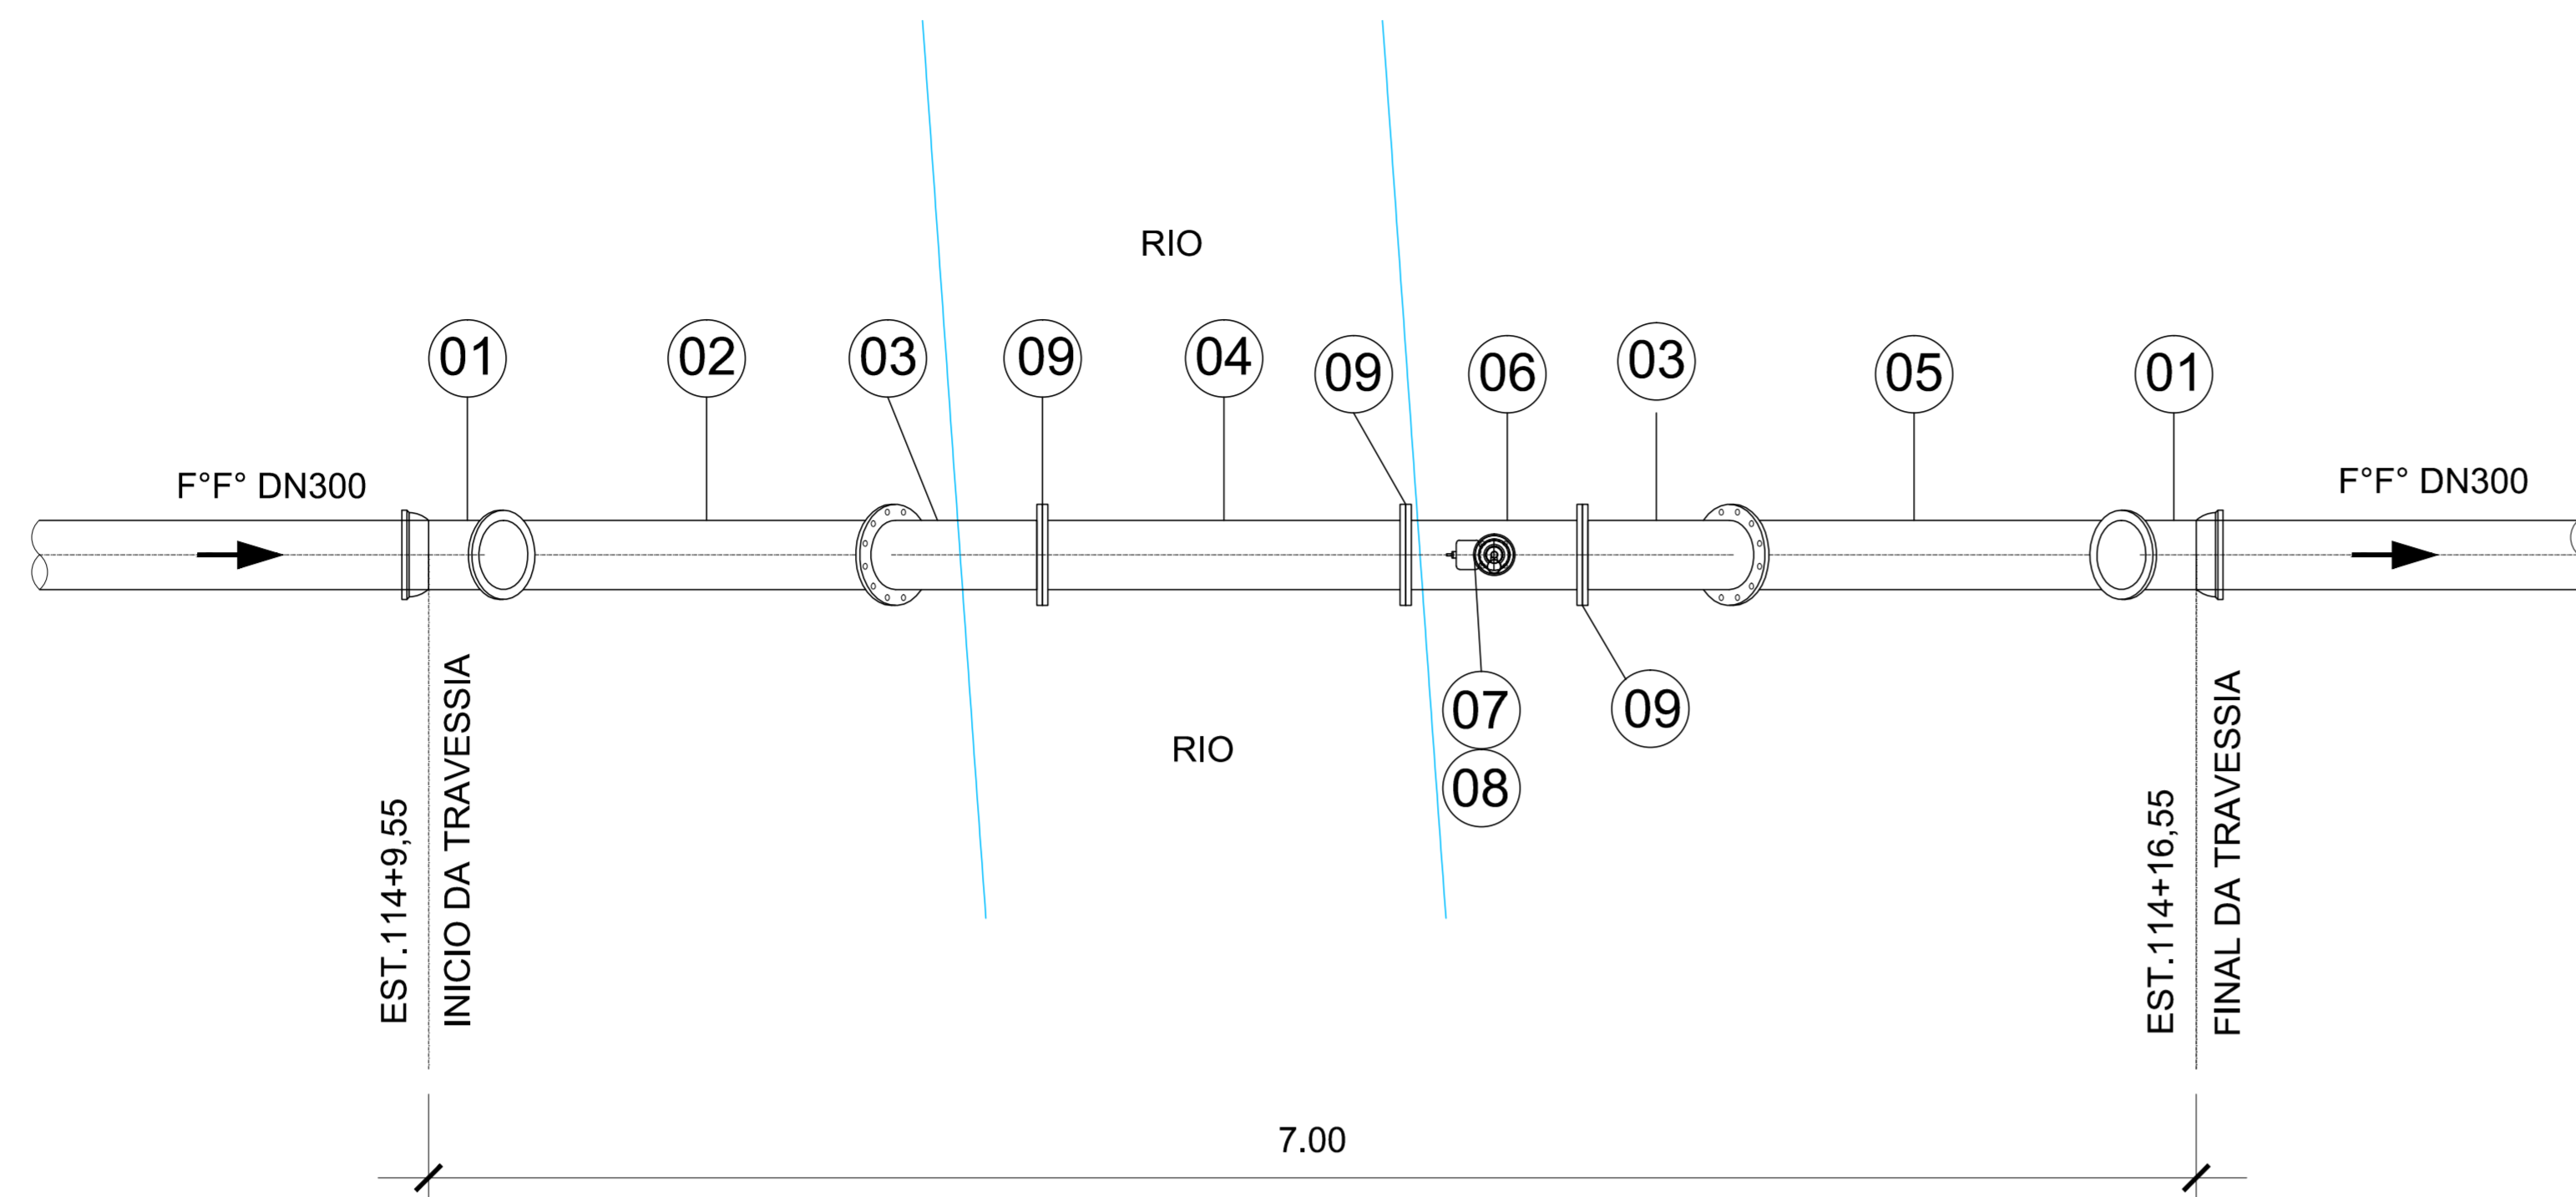 RIO
01
02
03
09
04
09
06
03
05
01
F°F° DN300
F°F° DN300
07
09
08
RIO
EST.114+9,55
INICIO DA TRAVESSIA
EST.114+16,55
FINAL DA TRAVESSIA
7.00